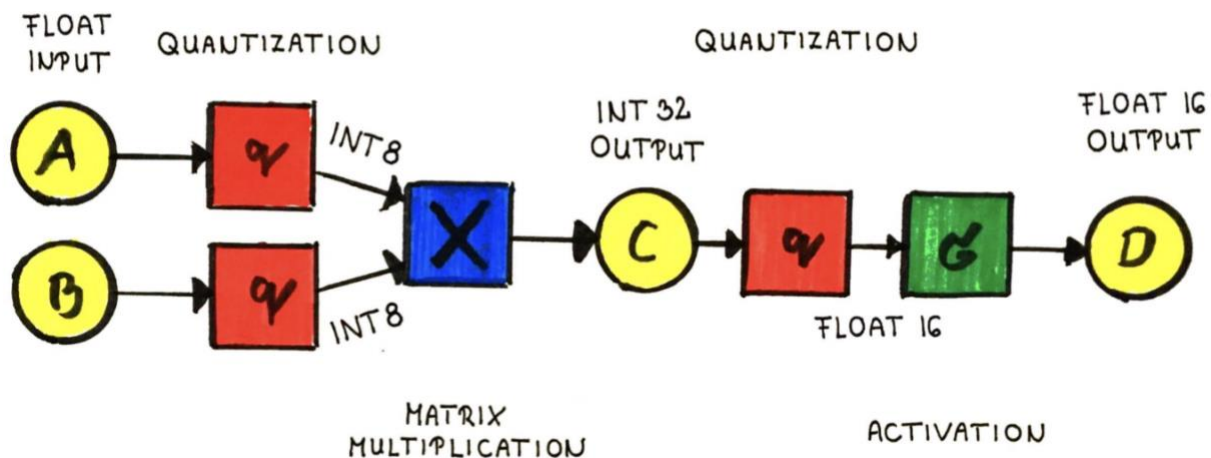 FLOAT
INPUT
QUANTIZATION
QUANTIZATION
INT 32
OUTPUT
FLOAT 16
OUTPUT
A
q
INT8
X
C
q
G
D
B
q
INT8
FLOAT 16
MATRIX
MULTIPLICATION
ACTIVATION